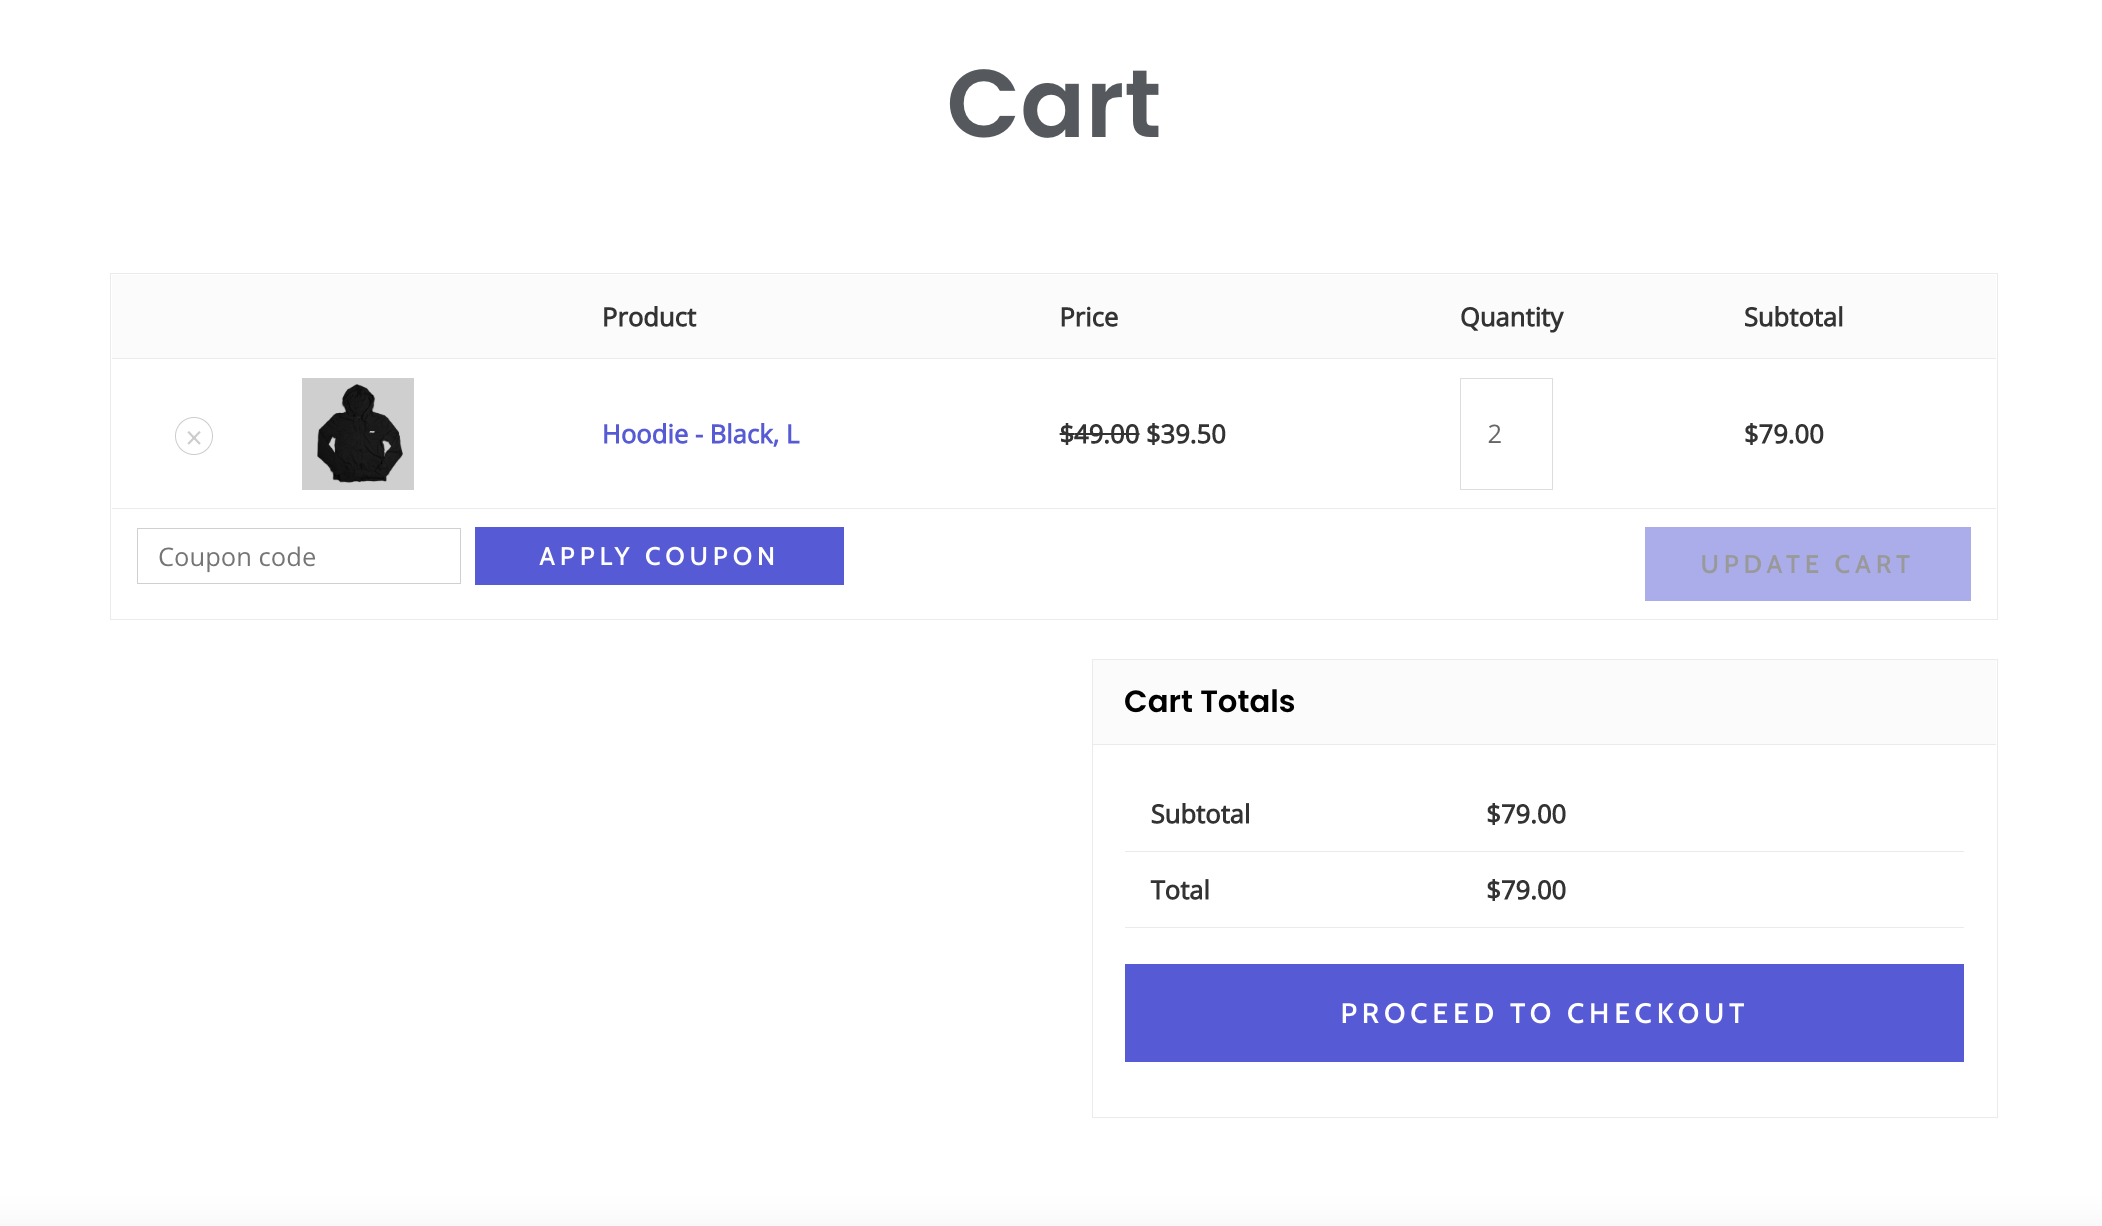 Cart
Product Price Quantity Subtotal
Hoodie - Black, L $49.00 $39.50 2 $79.00
Coupon code APPLY COUPON UPDATE CART
Cart Totals
Subtotal $79.00
Total $79.00
PROCEED TO CHECKOUT